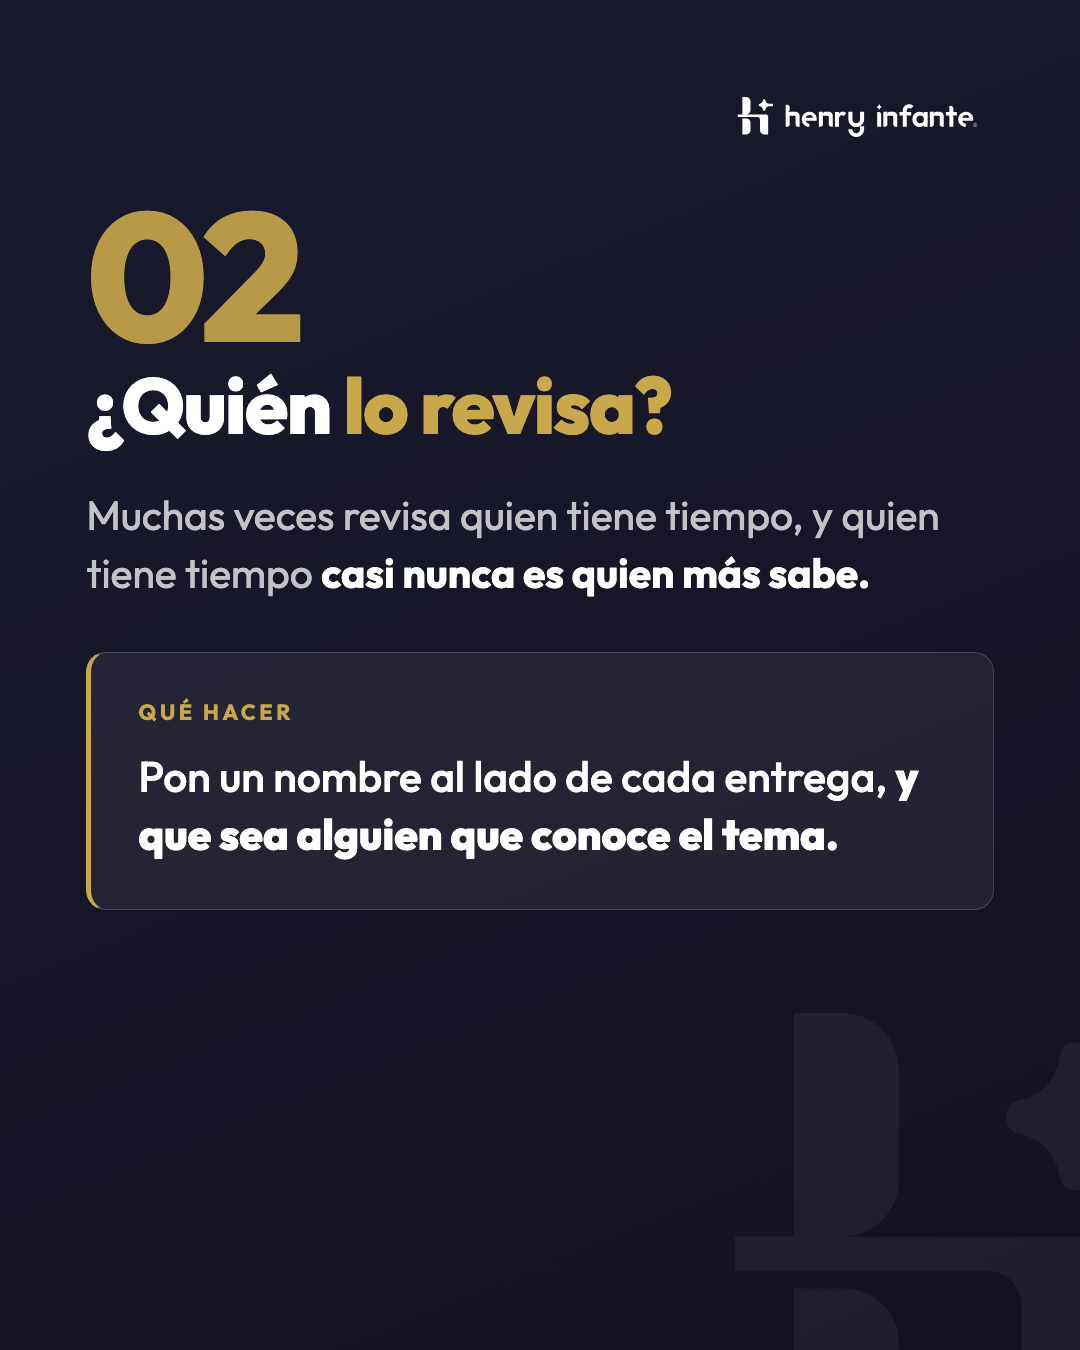 henry infante
02
¿Quién lo revisa?
Muchas veces revisa quien tiene tiempo, y quien
tiene tiempo casi nunca es quien más sabe.
QUÉ HACER
Pon un nombre al lado de cada entrega, y
que sea alguien que conoce el tema.